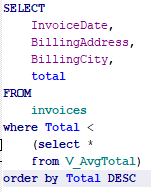 SELECT
InvoiceDate,
BillingAddress,
BillingCity,
total
FROM
invoices
where Total <
(select *
from V_AvgTotal)
order by Total DESC